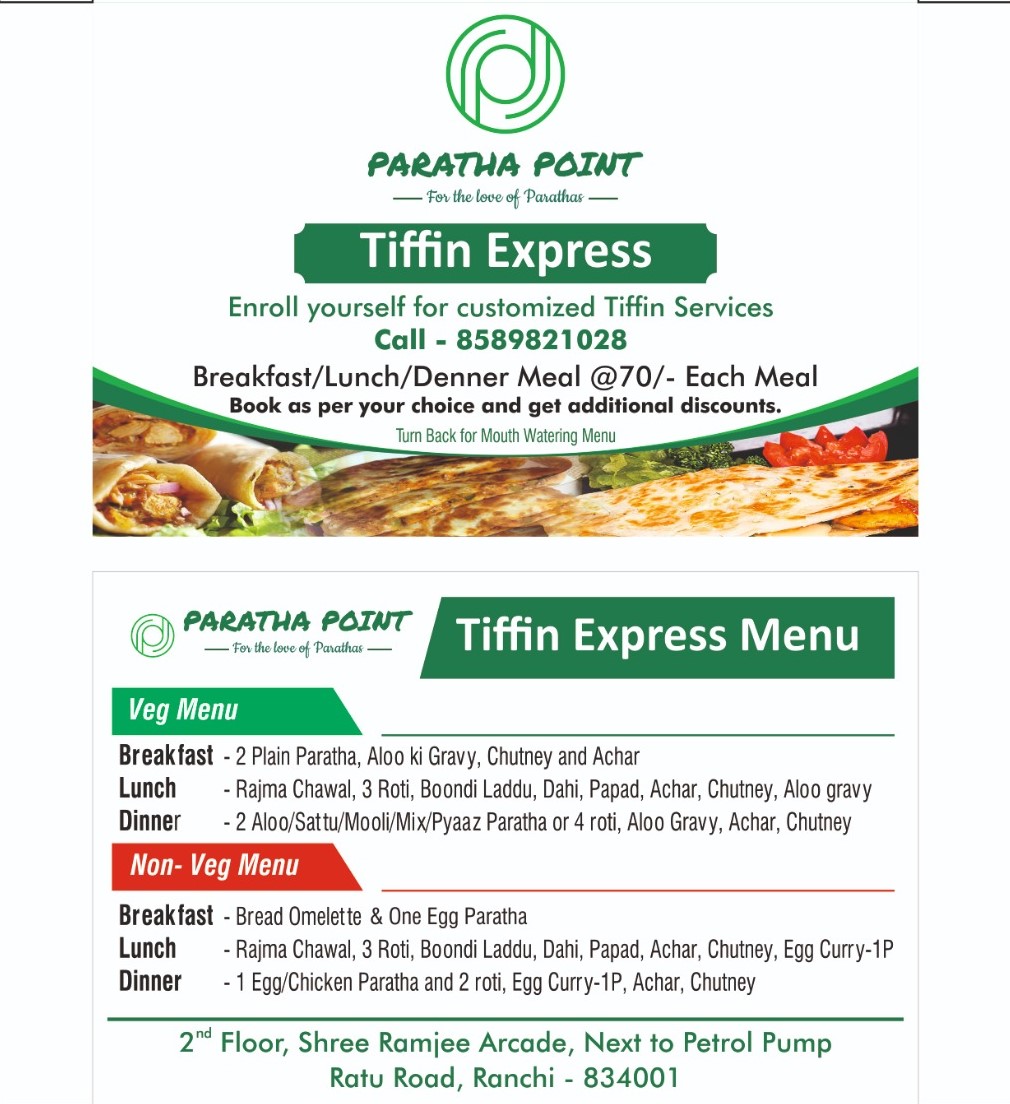 PARATHA POINT
For the love of Parathas
Tiffin Express
Enroll yourself for customized Tiffin Services
Call - 8589821028
Breakfast/Lunch/Denner Meal @70/- Each Meal
Book as per your choice and get additional discounts.
Turn Back for Mouth Watering Menu
PARATHA POINT
For the love of Parathas
Tiffin Express Menu
Veg Menu
Breakfast - 2 Plain Paratha, Aloo ki Gravy, Chutney and Achar
Lunch - Rajma Chawal, 3 Roti, Boondi Laddu, Dahi, Papad, Achar, Chutney, Aloo gravy
Dinner - 2 Aloo/Sattu/Mooli/Mix/Pyaaz Paratha or 4 roti, Aloo Gravy, Achar, Chutney
Non- Veg Menu
Breakfast - Bread Omelette & One Egg Paratha
Lunch - Rajma Chawal, 3 Roti, Boondi Laddu, Dahi, Papad, Achar, Chutney, Egg Curry-1P
Dinner - 1 Egg/Chicken Paratha and 2 roti, Egg Curry-1P, Achar, Chutney
2nd Floor, Shree Ramjee Arcade, Next to Petrol Pump
Ratu Road, Ranchi - 834001